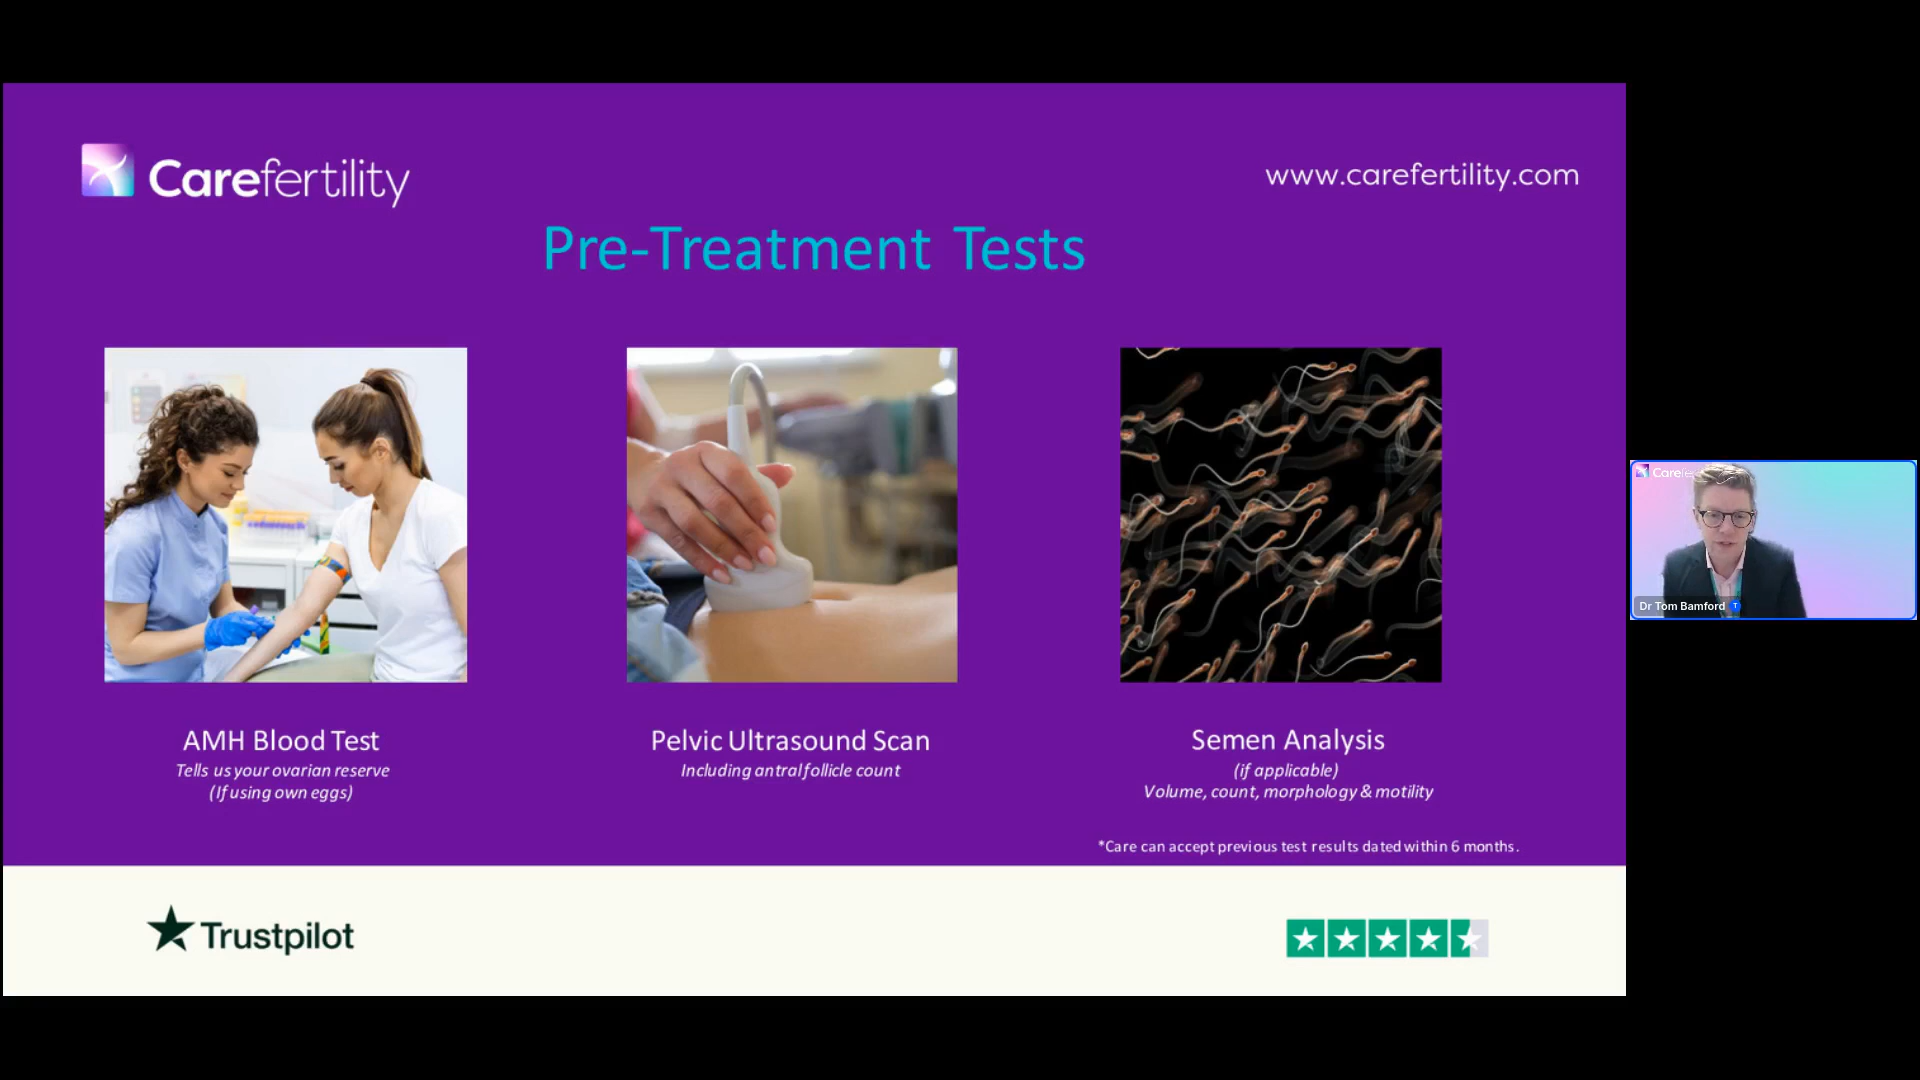 Carefertility
www.carefertility.com
Pre-Treatment Tests
AMH Blood Test
Tells us your ovarian reserve
(If using own eggs)
Pelvic Ultrasound Scan
Including antral follicle count
Semen Analysis
(if applicable)
Volume, count, morphology & motility
*Care can accept previous test results dated within 6 months.
Trustpilot
Carefe
Dr Tom Bamford
T